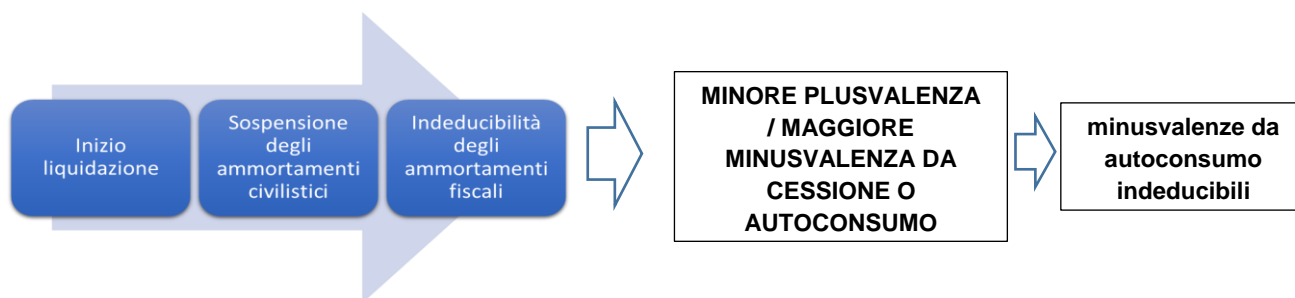 Inizio
liquidazione
Sospensione
degli
ammortamenti
civilistici
Indeducibilità
degli
ammortamenti
fiscali
MINORE PLUSVALENZA
/ MAGGIORE
MINUSVALENZA DA
CESSIONE O
AUTOCONSUMO
minusvalenze da
autoconsumo
indeducibili